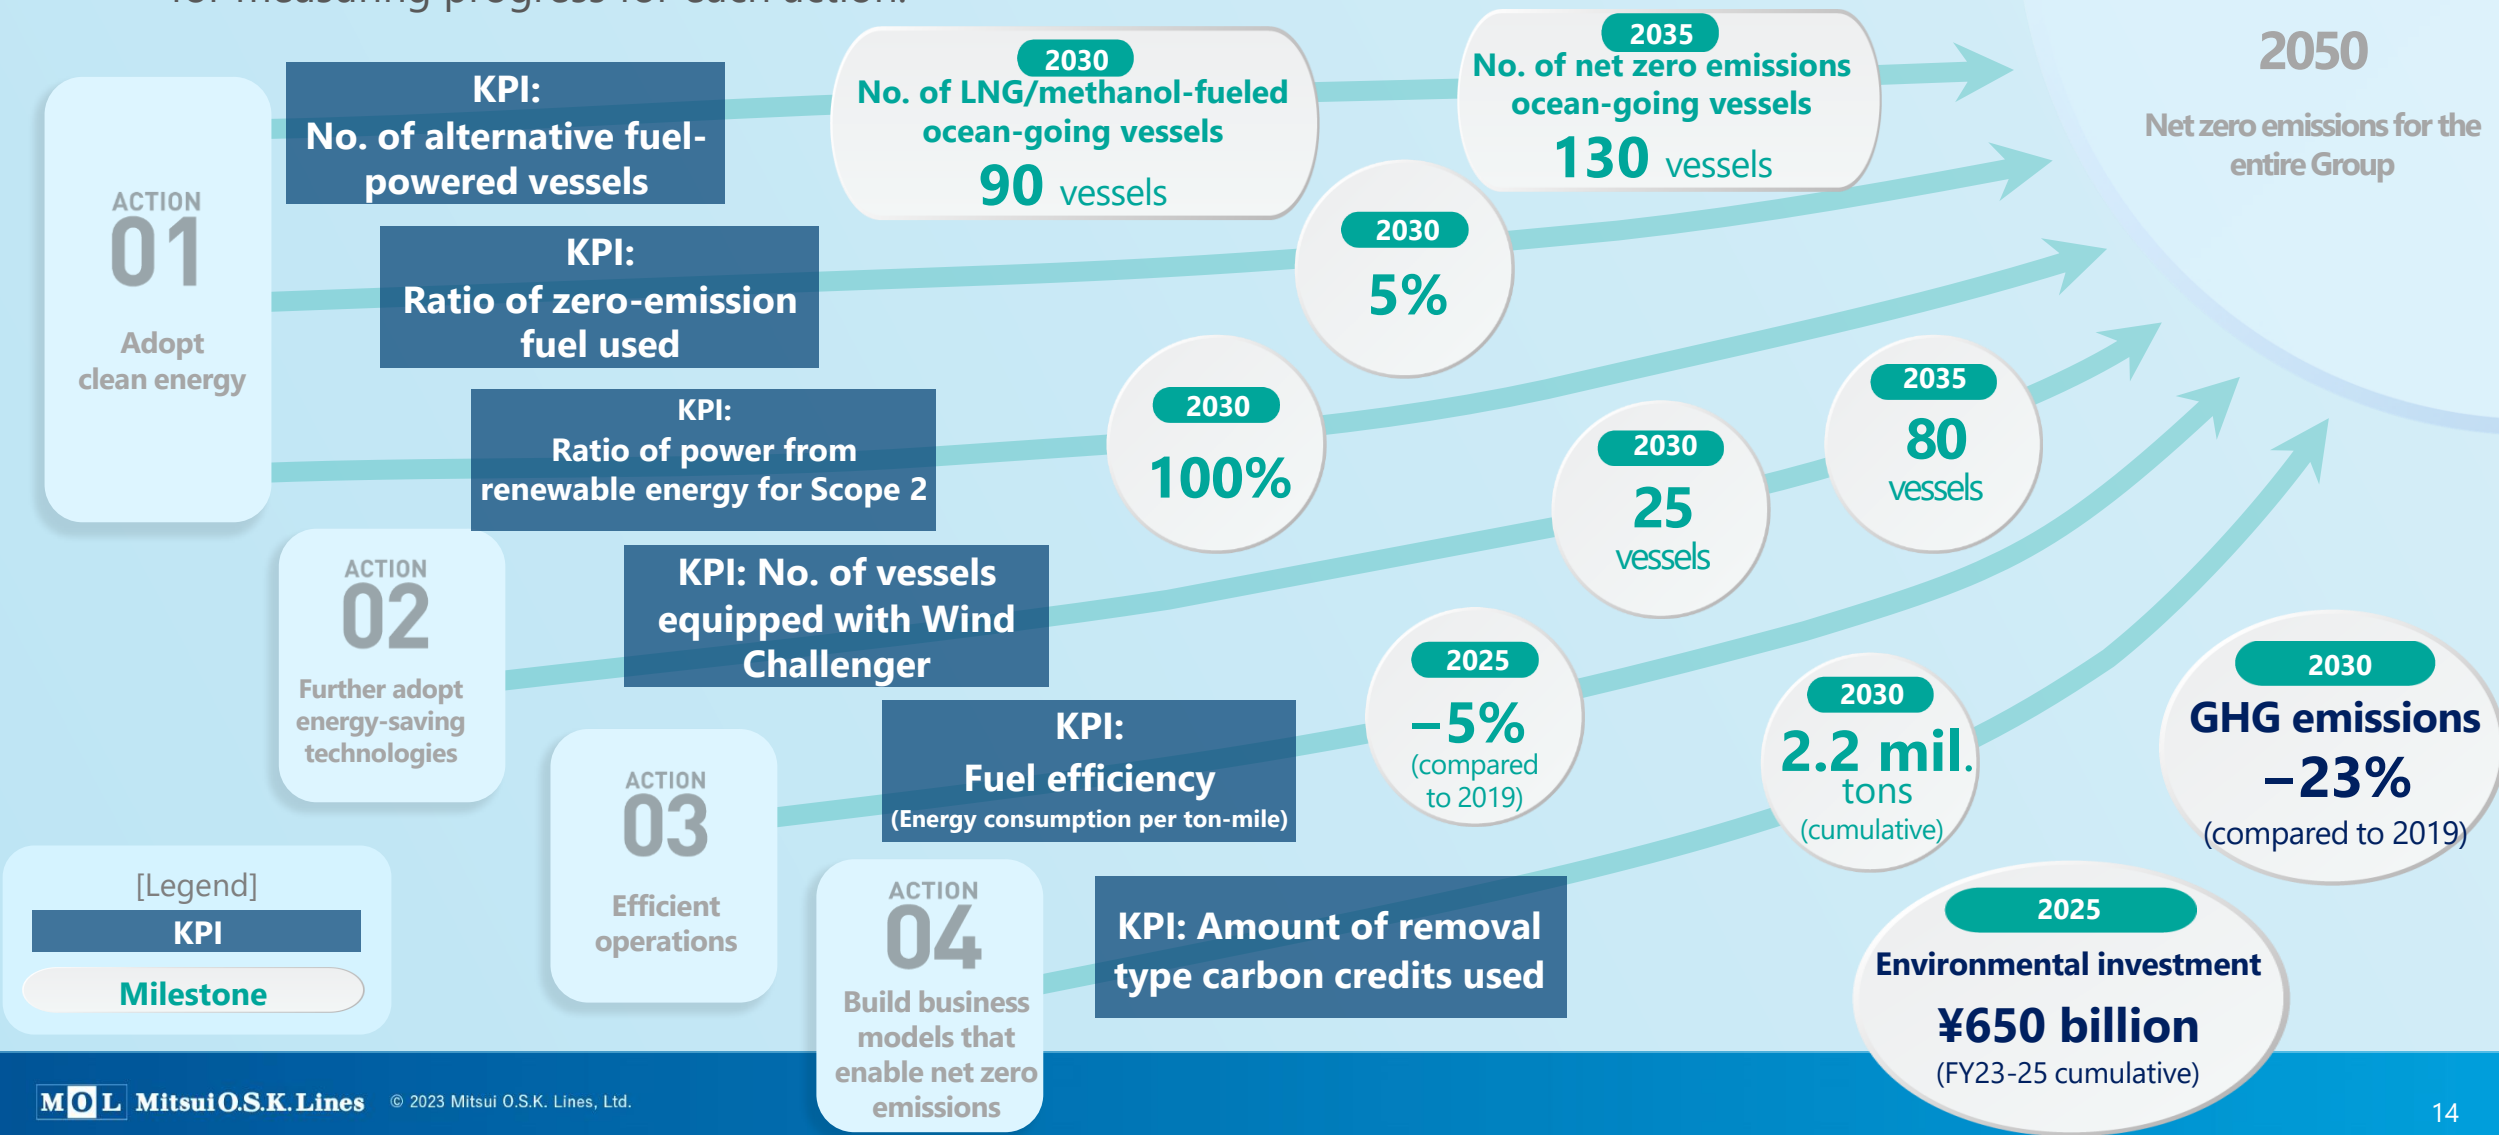 for measuring progress for each action.
2050
Net zero emissions for the
entire Group
ACTION
01
Adopt
clean energy
KPI:
No. of alternative fuel-
powered vessels
2030
No. of LNG/methanol-fueled
ocean-going vessels
90 vessels
2035
No. of net zero emissions
ocean-going vessels
130 vessels
KPI:
Ratio of zero-emission
fuel used
2030
5%
KPI:
Ratio of power from
renewable energy for Scope 2
2030
100%
ACTION
02
Further adopt
energy-saving
technologies
KPI: No. of vessels
equipped with Wind
Challenger
2030
25
vessels
2035
80
vessels
ACTION
03
Efficient
operations
KPI:
Fuel efficiency
(Energy consumption per ton-mile)
2025
–5%
(compared
to 2019)
ACTION
04
Build business
models that
enable net zero
emissions
KPI: Amount of removal
type carbon credits used
2030
2.2 mil.
tons
(cumulative)
2030
GHG emissions
–23%
(compared to 2019)
2025
Environmental investment
¥650 billion
(FY23-25 cumulative)
[Legend]
KPI
Milestone
MOL Mitsui O.S.K. Lines © 2023 Mitsui O.S.K. Lines, Ltd.
14